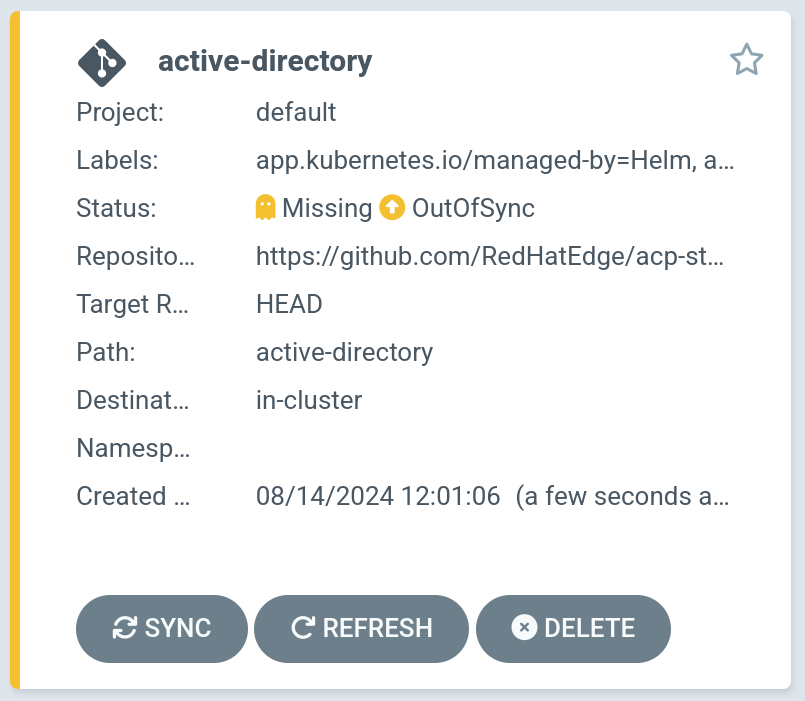 active-directory
Project: default
Labels: app.kubernetes.io/managed-by=Helm, a...
Status: Missing OutOfSync
Reposito... https://github.com/RedHatEdge/acp-st...
Target R... HEAD
Path: active-directory
Destinat... in-cluster
Namesp...
Created ... 08/14/2024 12:01:06 (a few seconds a...
SYNC REFRESH DELETE